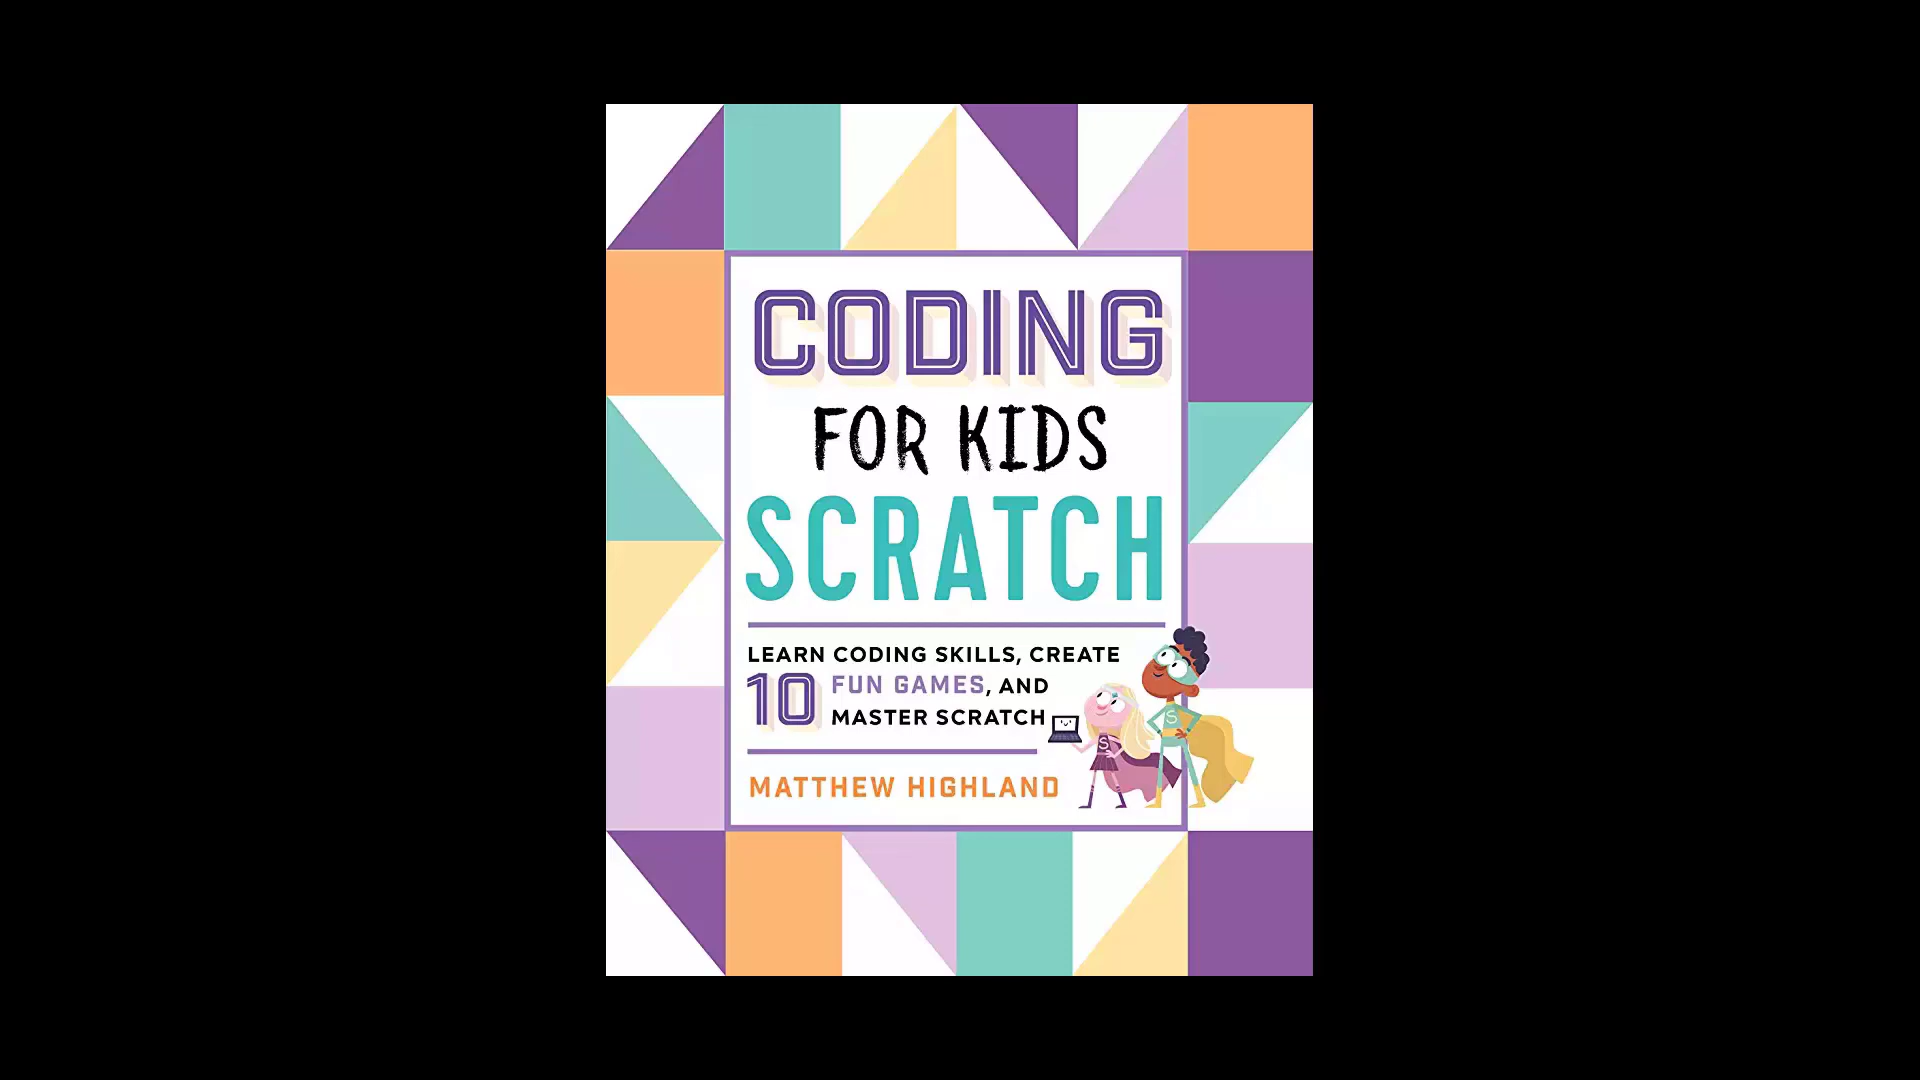 CODING
FOR KIDS
SCRATCH
LEARN CODING SKILLS, CREATE
10 FUN GAMES, AND
MASTER SCRATCH
MATTHEW HIGHLAND
S
S